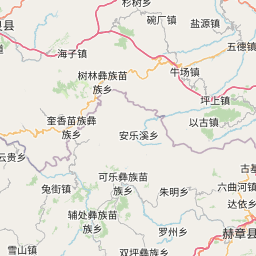 杉树乡
碗厂镇
盐源镇
良县
海子镇
五德镇
牛场镇
树林彝族苗
族乡
坪上镇
以古镇
奎香苗族彝
族乡
安乐溪乡
云贵乡
古基
可乐彝族苗
族乡
兔街镇
朱明乡
六曲河镇
达依乡
辅处彝族苗
族乡
罗州乡
赫章县
雪山镇
双坪彝族